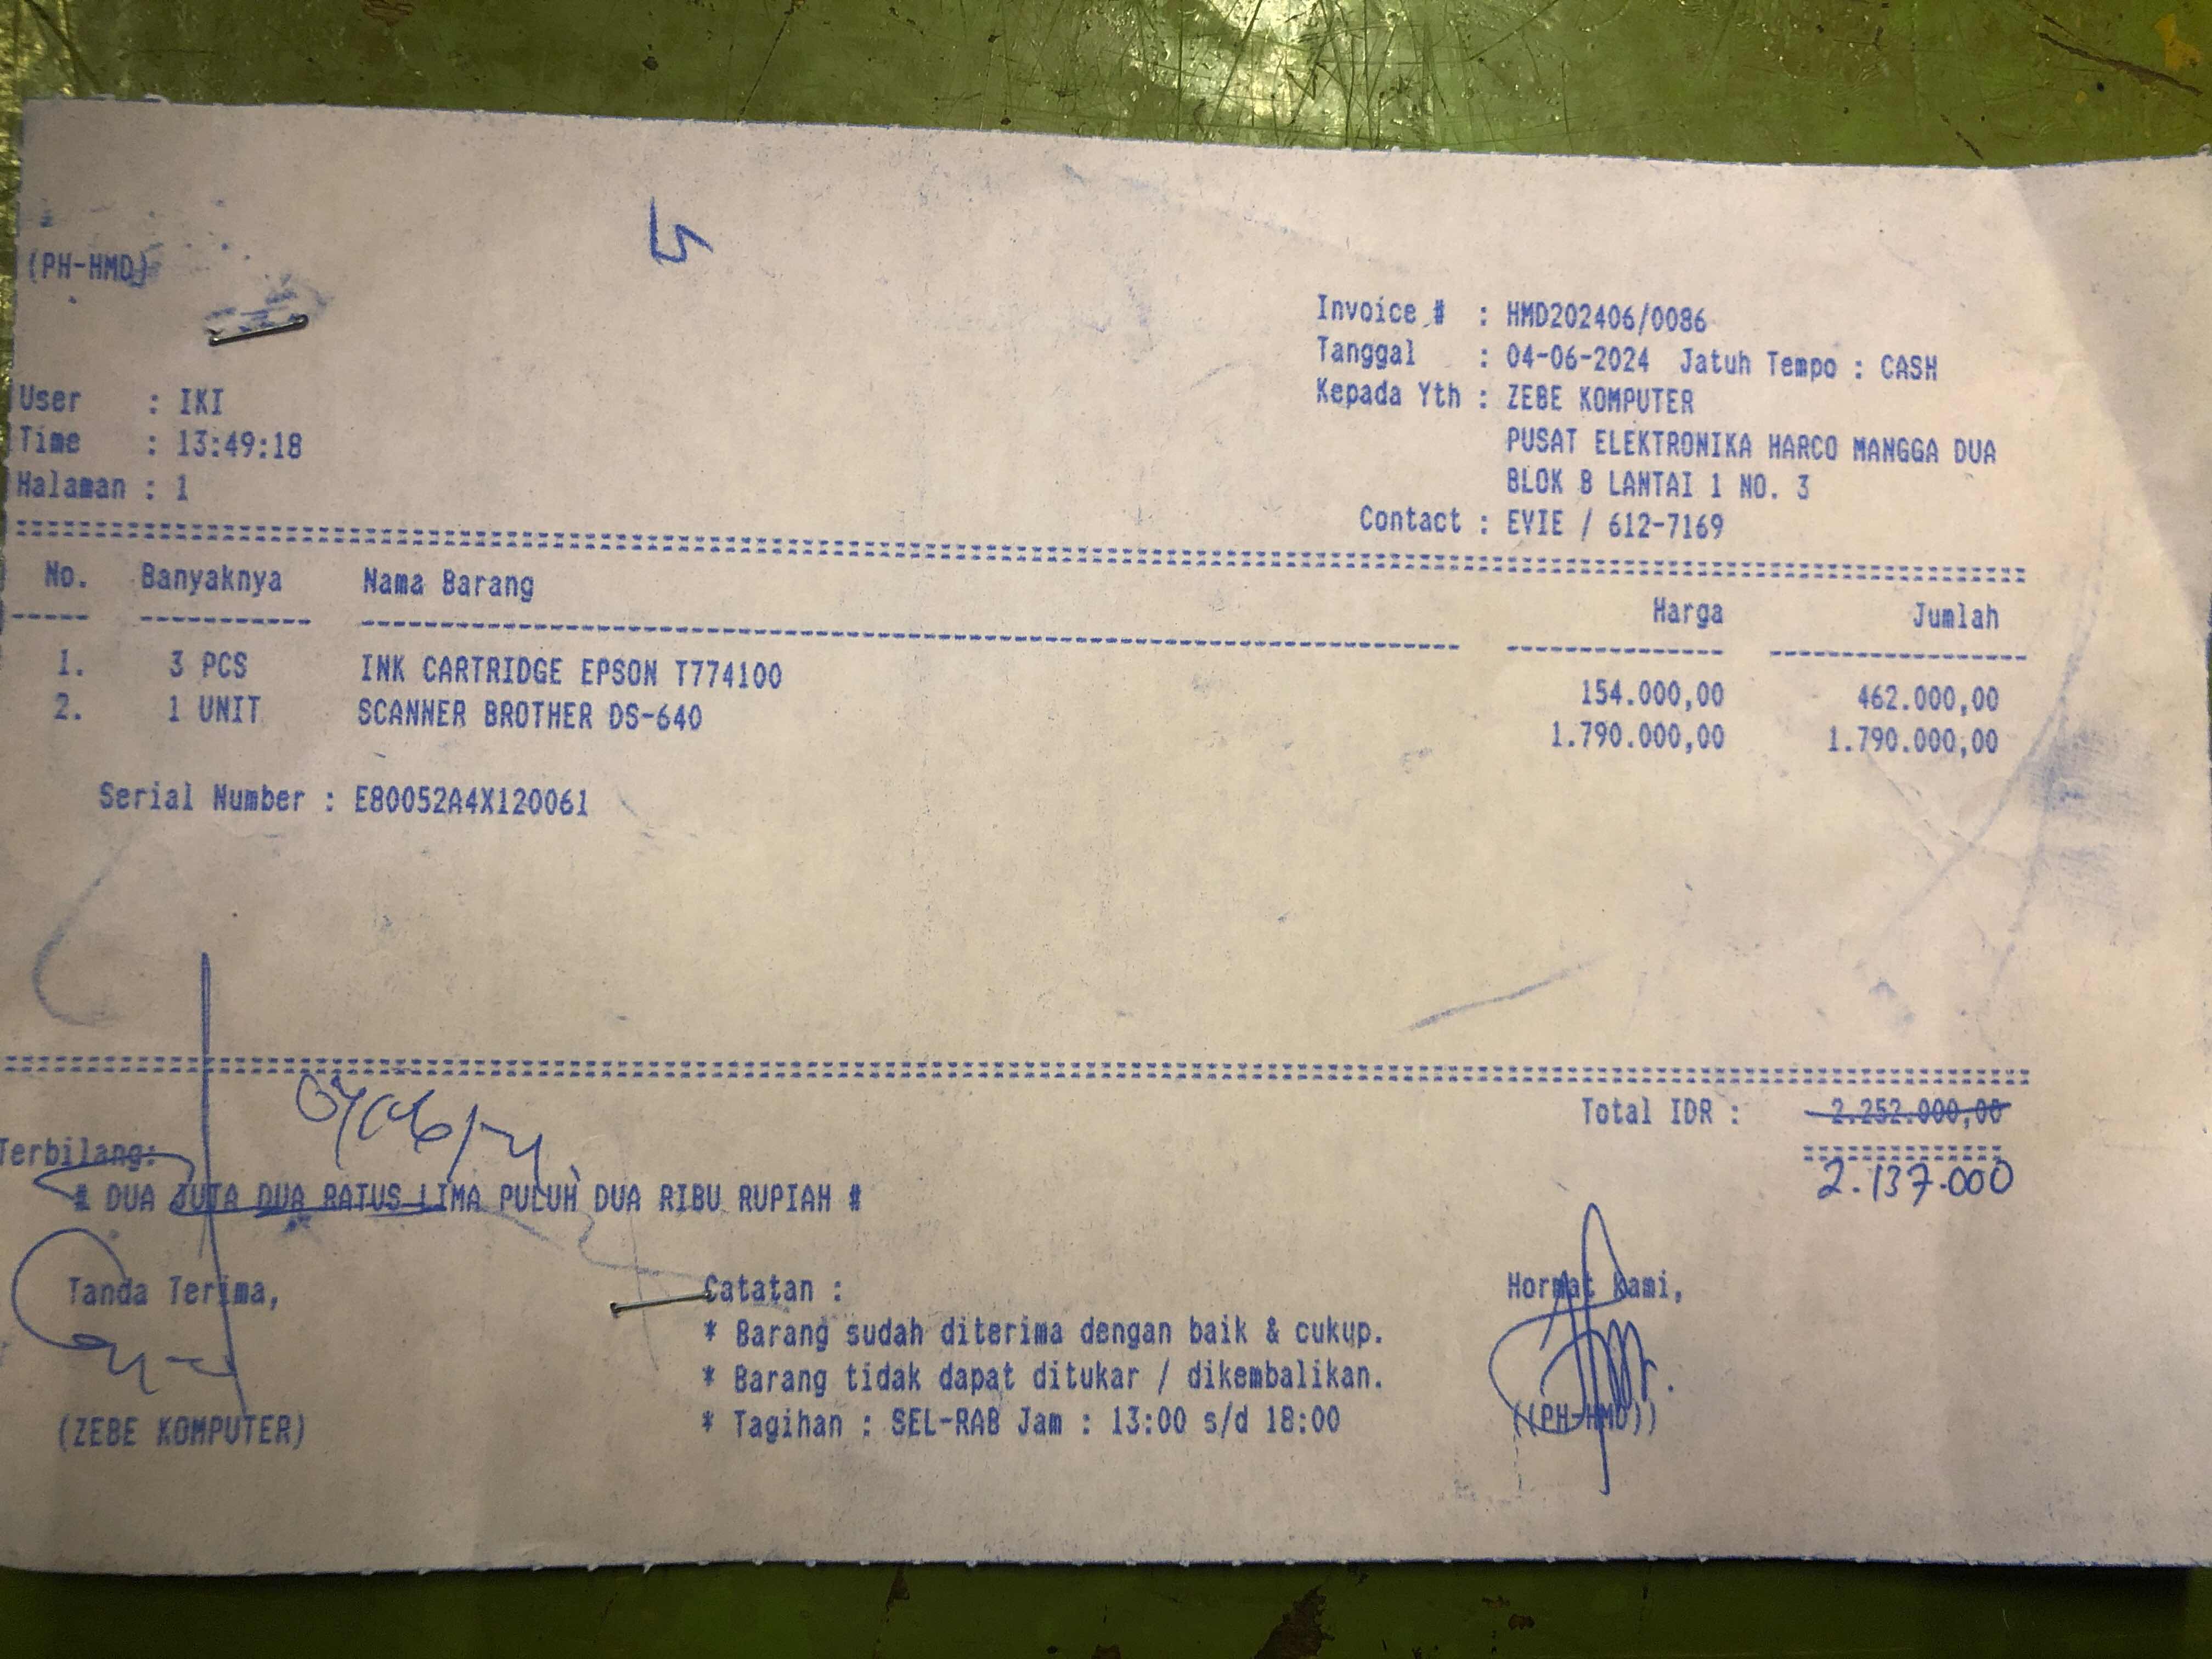 (PH-HMD)
Invoice # : HMD202406/0086
Tanggal : 04-06-2024 Jatuh Tempo : CASH
Kepada Yth : ZEBE KOMPUTER
PUSAT ELEKTRONIKA HARCO MANGGA DUA
BLOK B LANTAI 1 NO. 3
Contact : EVIE / 612-7169
User : IKI
Time : 13:49:18
Halaman : 1
No. Banyaknya Nama Barang Harga Jumlah
1. 3 PCS INK CARTRIDGE EPSON T774100 154.000,00 462.000,00
2. 1 UNIT SCANNER BROTHER DS-640 1.790.000,00 1.790.000,00
Serial Number : E80052A4X120061
Total IDR : 2.252.000,00
2.137.000
Terbilang:
# DUA JUTA DUA RATUS LIMA PULUH DUA RIBU RUPIAH #
Tanda Terima,
(ZEBE KOMPUTER)
Catatan :
* Barang sudah diterima dengan baik & cukup.
* Barang tidak dapat ditukar / dikembalikan.
* Tagihan : SEL-RAB Jam : 13:00 s/d 18:00
Hormat Kami,
((PH-HMD))